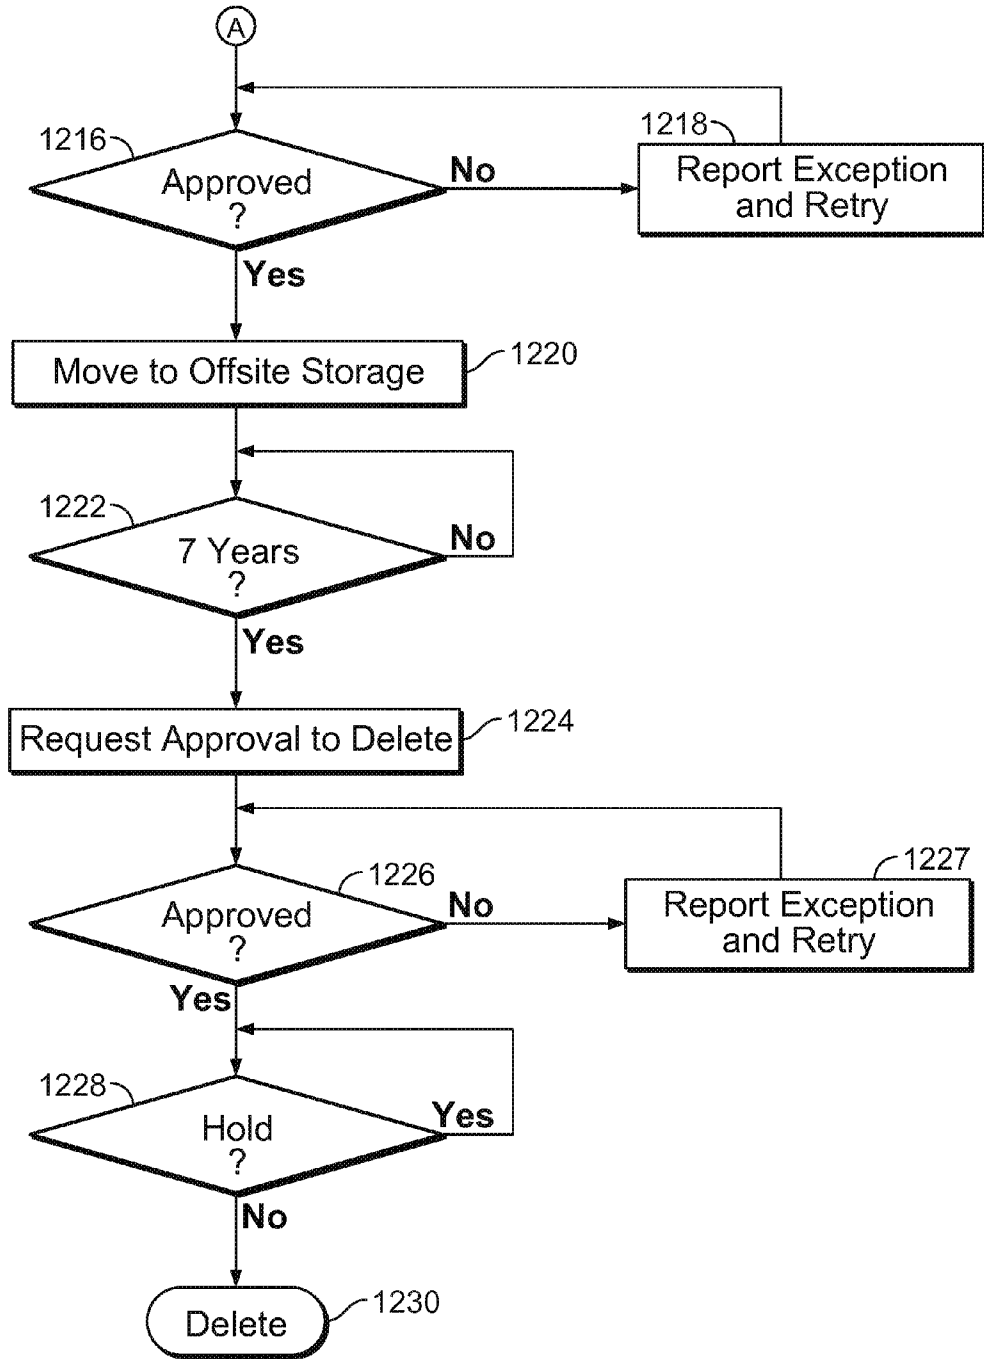 A
1216
Approved
?
No
1218
Report Exception
and Retry
Yes
Move to Offsite Storage
1220
1222
7 Years
?
No
Yes
Request Approval to Delete
1224
1226
Approved
?
No
1227
Report Exception
and Retry
Yes
1228
Hold
?
Yes
No
Delete
1230